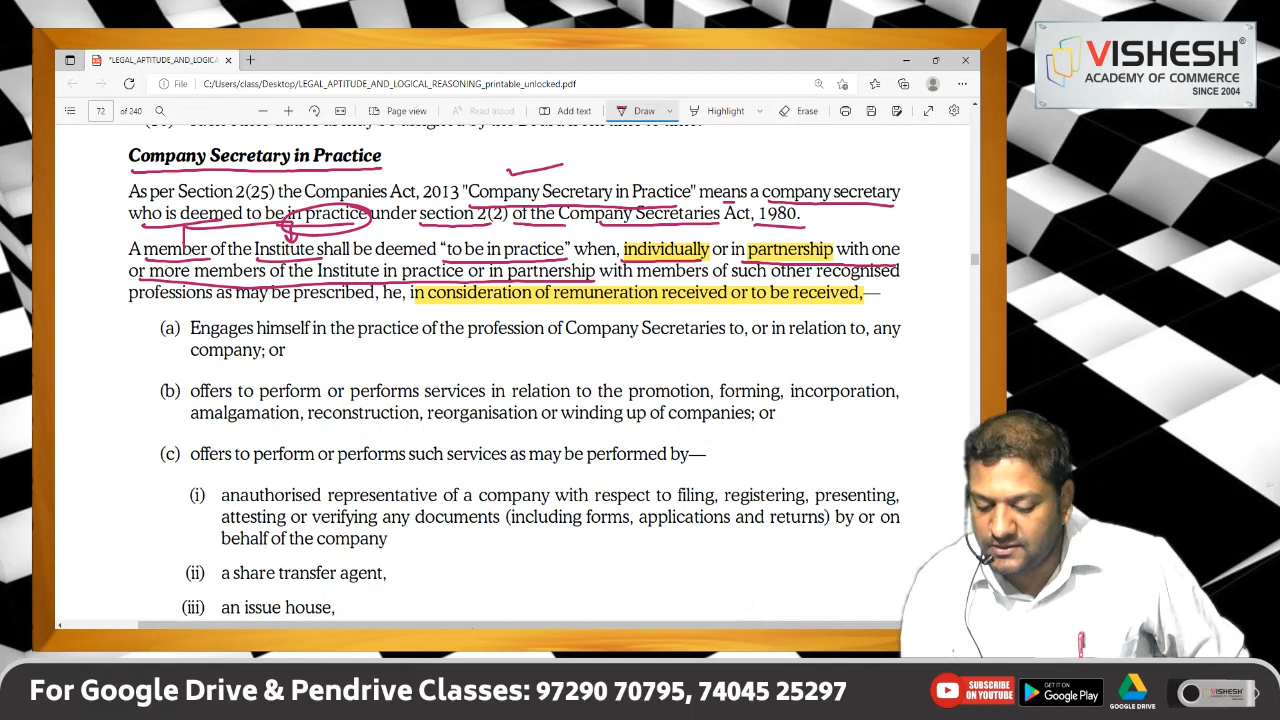 VISHESH®
ACADEMY OF COMMERCE
SINCE 2004
*LEGAL_APTITUDE_AND_LOGICA
File
C:/Users/class/Desktop/LEGAL_APTITUDE_AND_LOGICAL_REASONING_printable_unlocked.pdf
72 of 240
Page view
Read aloud
Add text
Draw
Highlight
Erase
Company Secretary in Practice
As per Section 2(25) the Companies Act, 2013 "Company Secretary in Practice" means a company secretary
who is deemed to be in practice under section 2(2) of the Company Secretaries Act, 1980.
A member of the Institute shall be deemed “to be in practice” when, individually or in partnership with one
or more members of the Institute in practice or in partnership with members of such other recognised
professions as may be prescribed, he, in consideration of remuneration received or to be received,—
(a) Engages himself in the practice of the profession of Company Secretaries to, or in relation to, any
company; or
(b) offers to perform or performs services in relation to the promotion, forming, incorporation,
amalgamation, reconstruction, reorganisation or winding up of companies; or
(c) offers to perform or performs such services as may be performed by—
(i) anauthorised representative of a company with respect to filing, registering, presenting,
attesting or verifying any documents (including forms, applications and returns) by or on
behalf of the company
(ii) a share transfer agent,
(iii) an issue house,
For Google Drive & Pendrive Classes: 97290 70795, 74045 25297
SUBSCRIBE
ON YOUTUBE
GET IT ON
Google Play
GOOGLE DRIVE
VISHESH